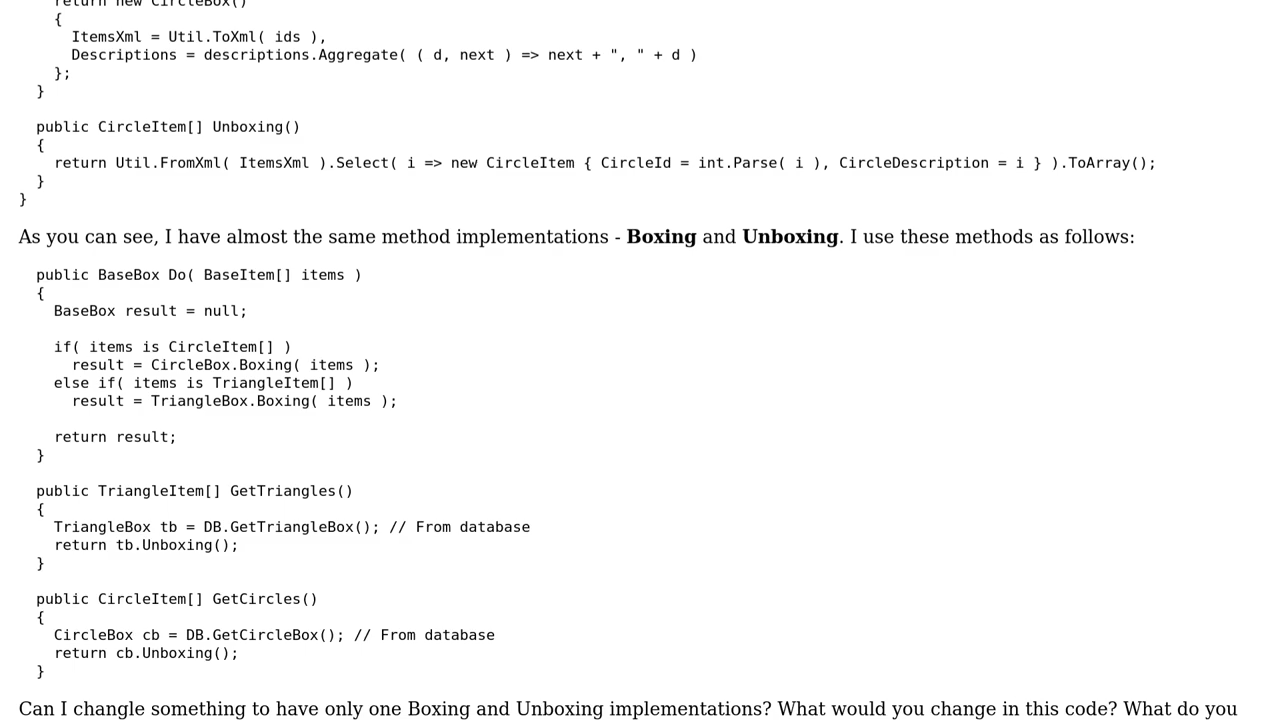 return new CircleBox()
{
ItemsXml = Util.ToXml( ids ),
Descriptions = descriptions.Aggregate( ( d, next ) => next + ", " + d )
};
}
public CircleItem[] Unboxing()
{
return Util.FromXml( ItemsXml ).Select( i => new CircleItem { CircleId = int.Parse( i ), CircleDescription = i } ).ToArray();
}
}
As you can see, I have almost the same method implementations - Boxing and Unboxing. I use these methods as follows:
public BaseBox Do( BaseItem[] items )
{
BaseBox result = null;
if( items is CircleItem[] )
result = CircleBox.Boxing( items );
else if( items is TriangleItem[] )
result = TriangleBox.Boxing( items );
return result;
}
public TriangleItem[] GetTriangles()
{
TriangleBox tb = DB.GetTriangleBox(); // From database
return tb.Unboxing();
}
public CircleItem[] GetCircles()
{
CircleBox cb = DB.GetCircleBox(); // From database
return cb.Unboxing();
}
Can I changle something to have only one Boxing and Unboxing implementations? What would you change in this code? What do you